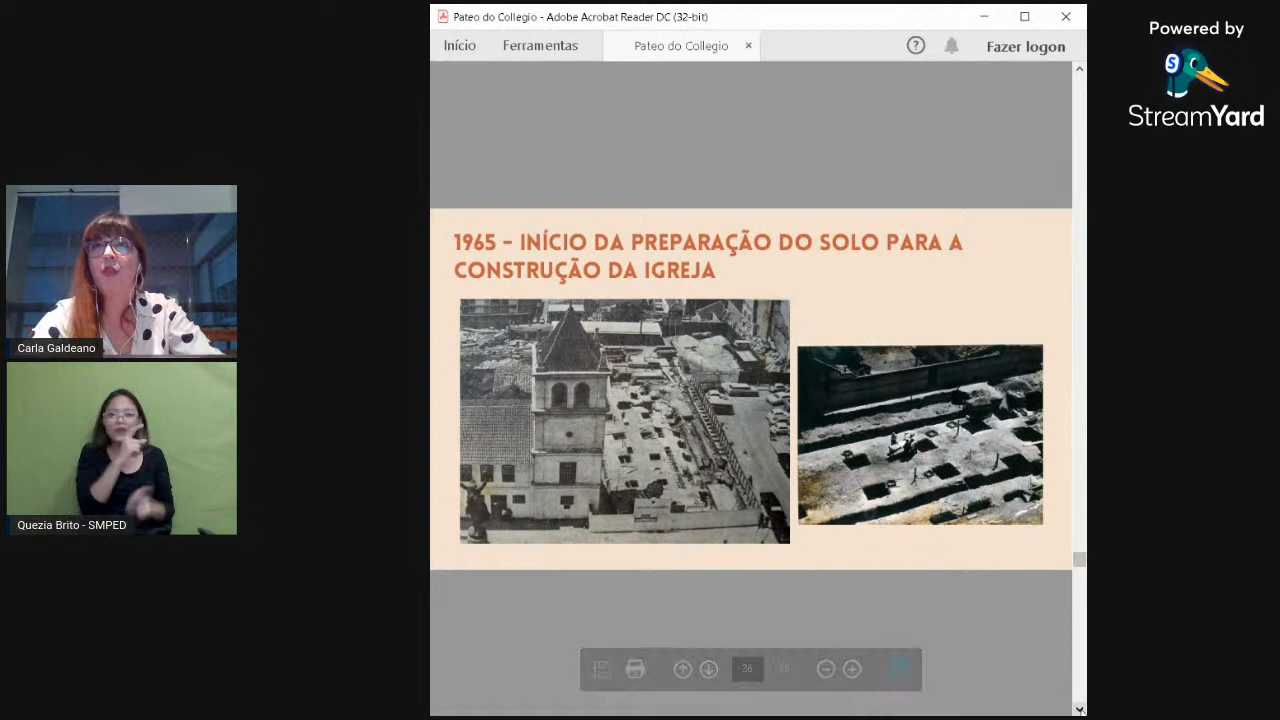 Pateo do Collegio - Adobe Acrobat Reader DC (32-bit)
Início
Ferramentas
Pateo do Collegio
Fazer logon
Powered by
StreamYard
1965 - INÍCIO DA PREPARAÇÃO DO SOLO PARA A
CONSTRUÇÃO DA IGREJA
Carla Galdeano
Quezia Brito - SMPED
36